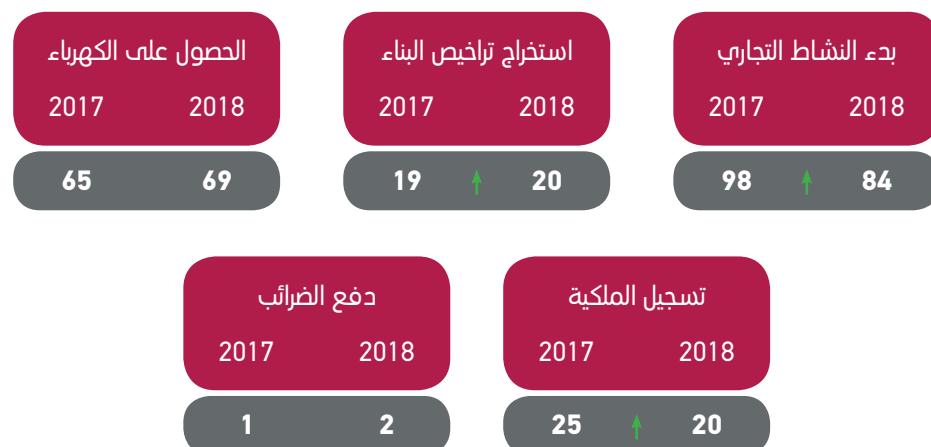 بدء النشاط التجاري
2017 2018
98 84
استخراج تراخيص البناء
2017 2018
19 20
الحصول على الكهرباء
2017 2018
65 69
تسجيل الملكية
2017 2018
25 20
دفع الضرائب
2017 2018
1 2